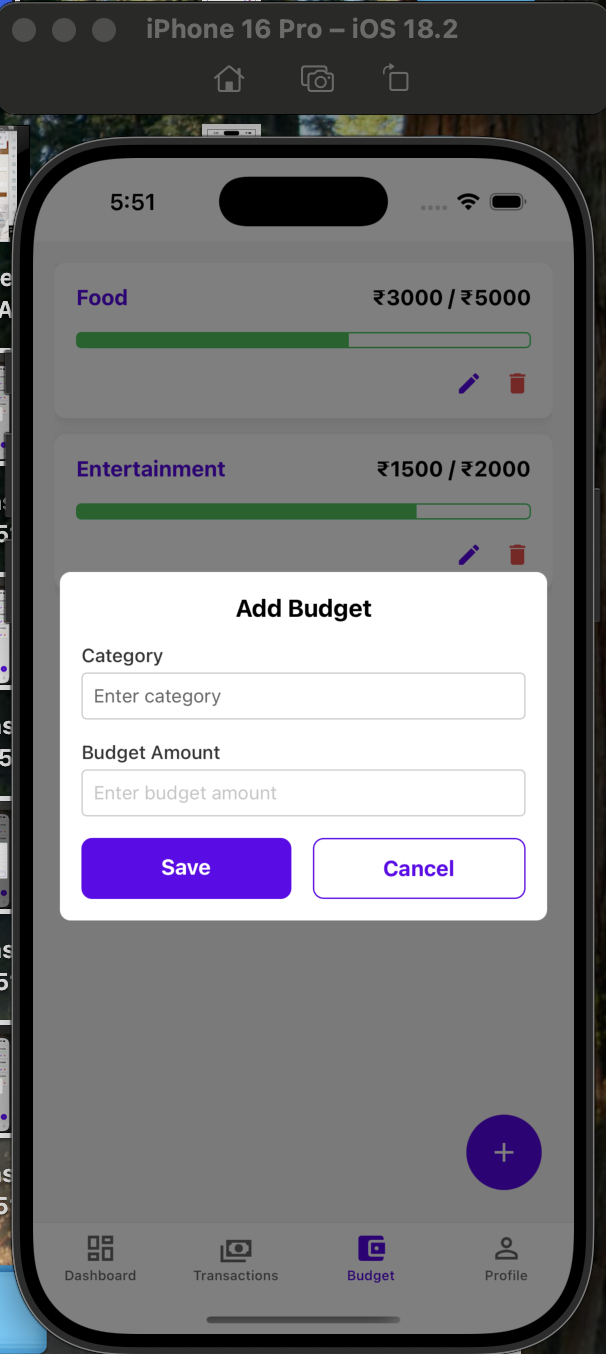 iPhone 16 Pro – iOS 18.2
5:51
Food ₹3000 / ₹5000
Entertainment ₹1500 / ₹2000
Add Budget
Category
Enter category
Budget Amount
Enter budget amount
Save Cancel
+
Dashboard Transactions Budget Profile